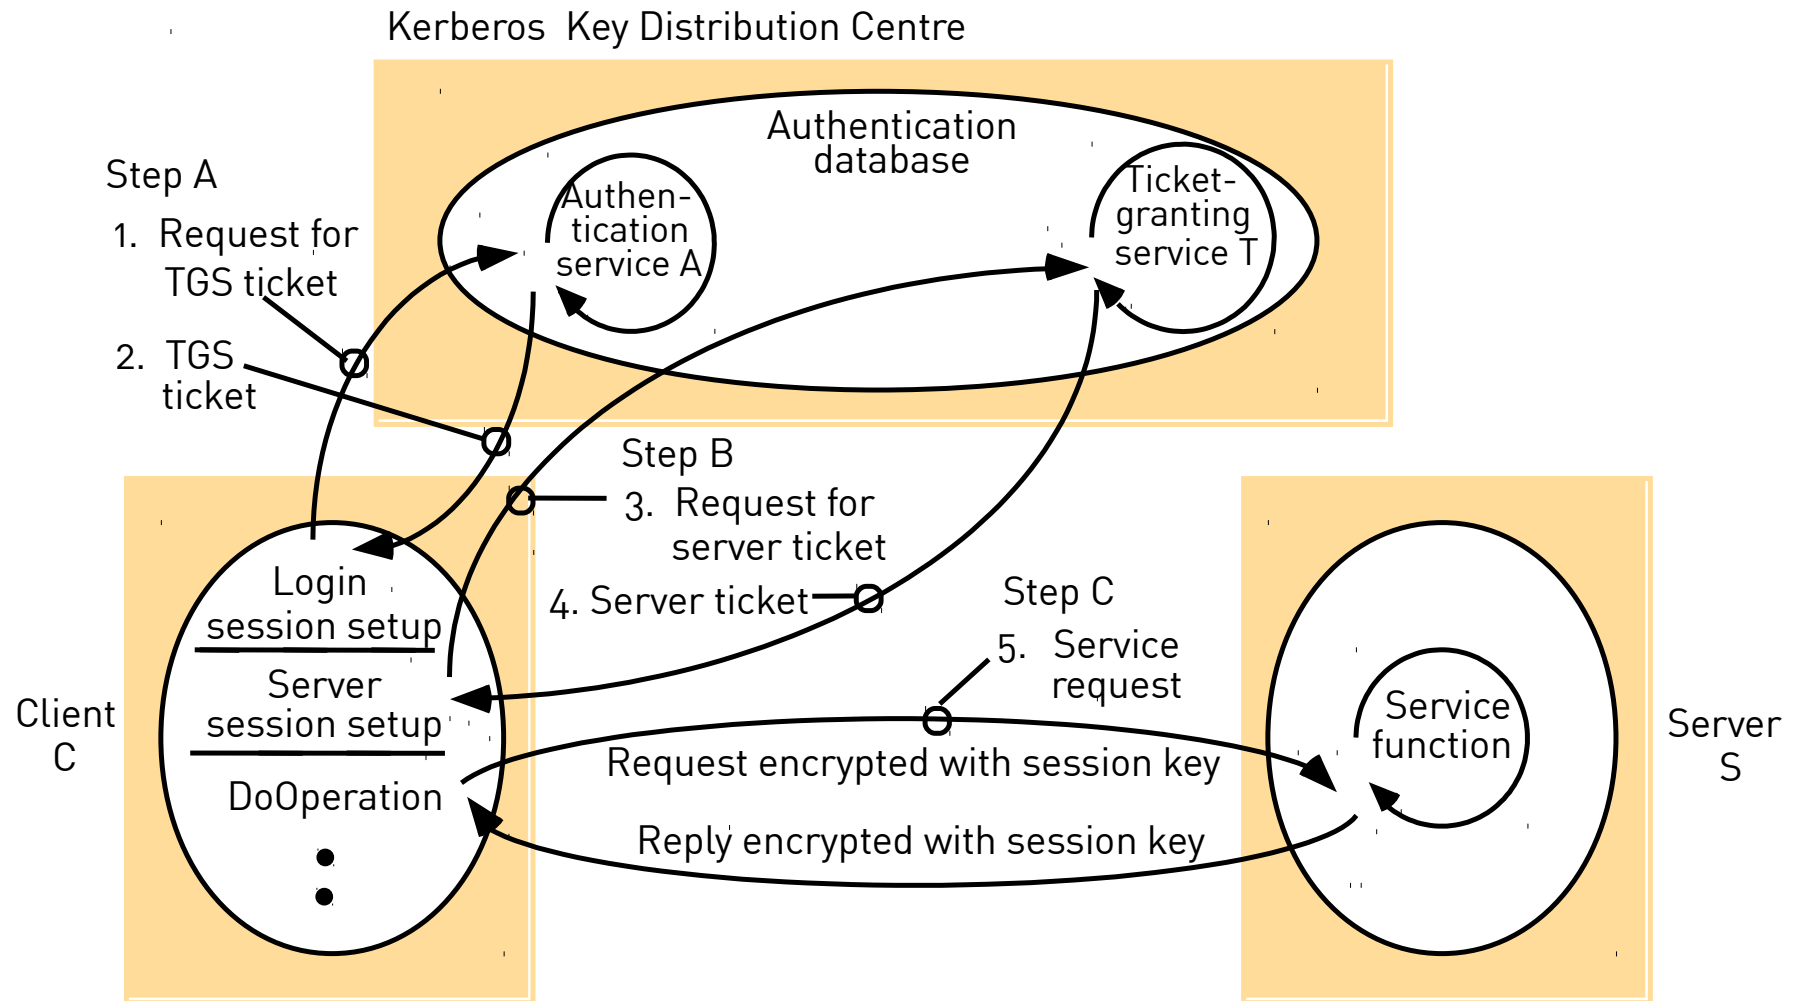 Kerberos Key Distribution Centre
Authentication
database
Authen-
tication
service A
Ticket-
granting
service T
Step A
1. Request for
TGS ticket
2. TGS
ticket
Step B
3. Request for
server ticket
4. Server ticket
Step C
5. Service
request
Login
session setup
Server
session setup
DoOperation
Client
C
Request encrypted with session key
Reply encrypted with session key
Service
function
Server
S